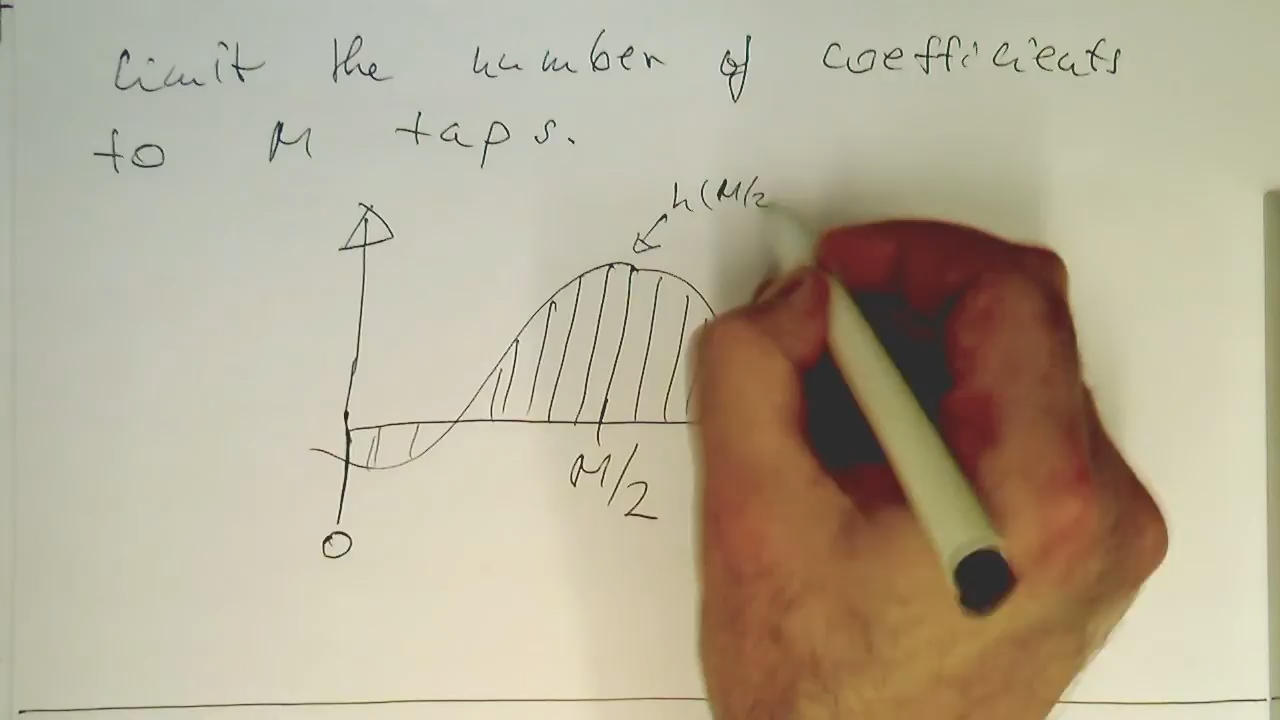 limit the number of coefficients
to M taps.
h(M/2
M/2
0